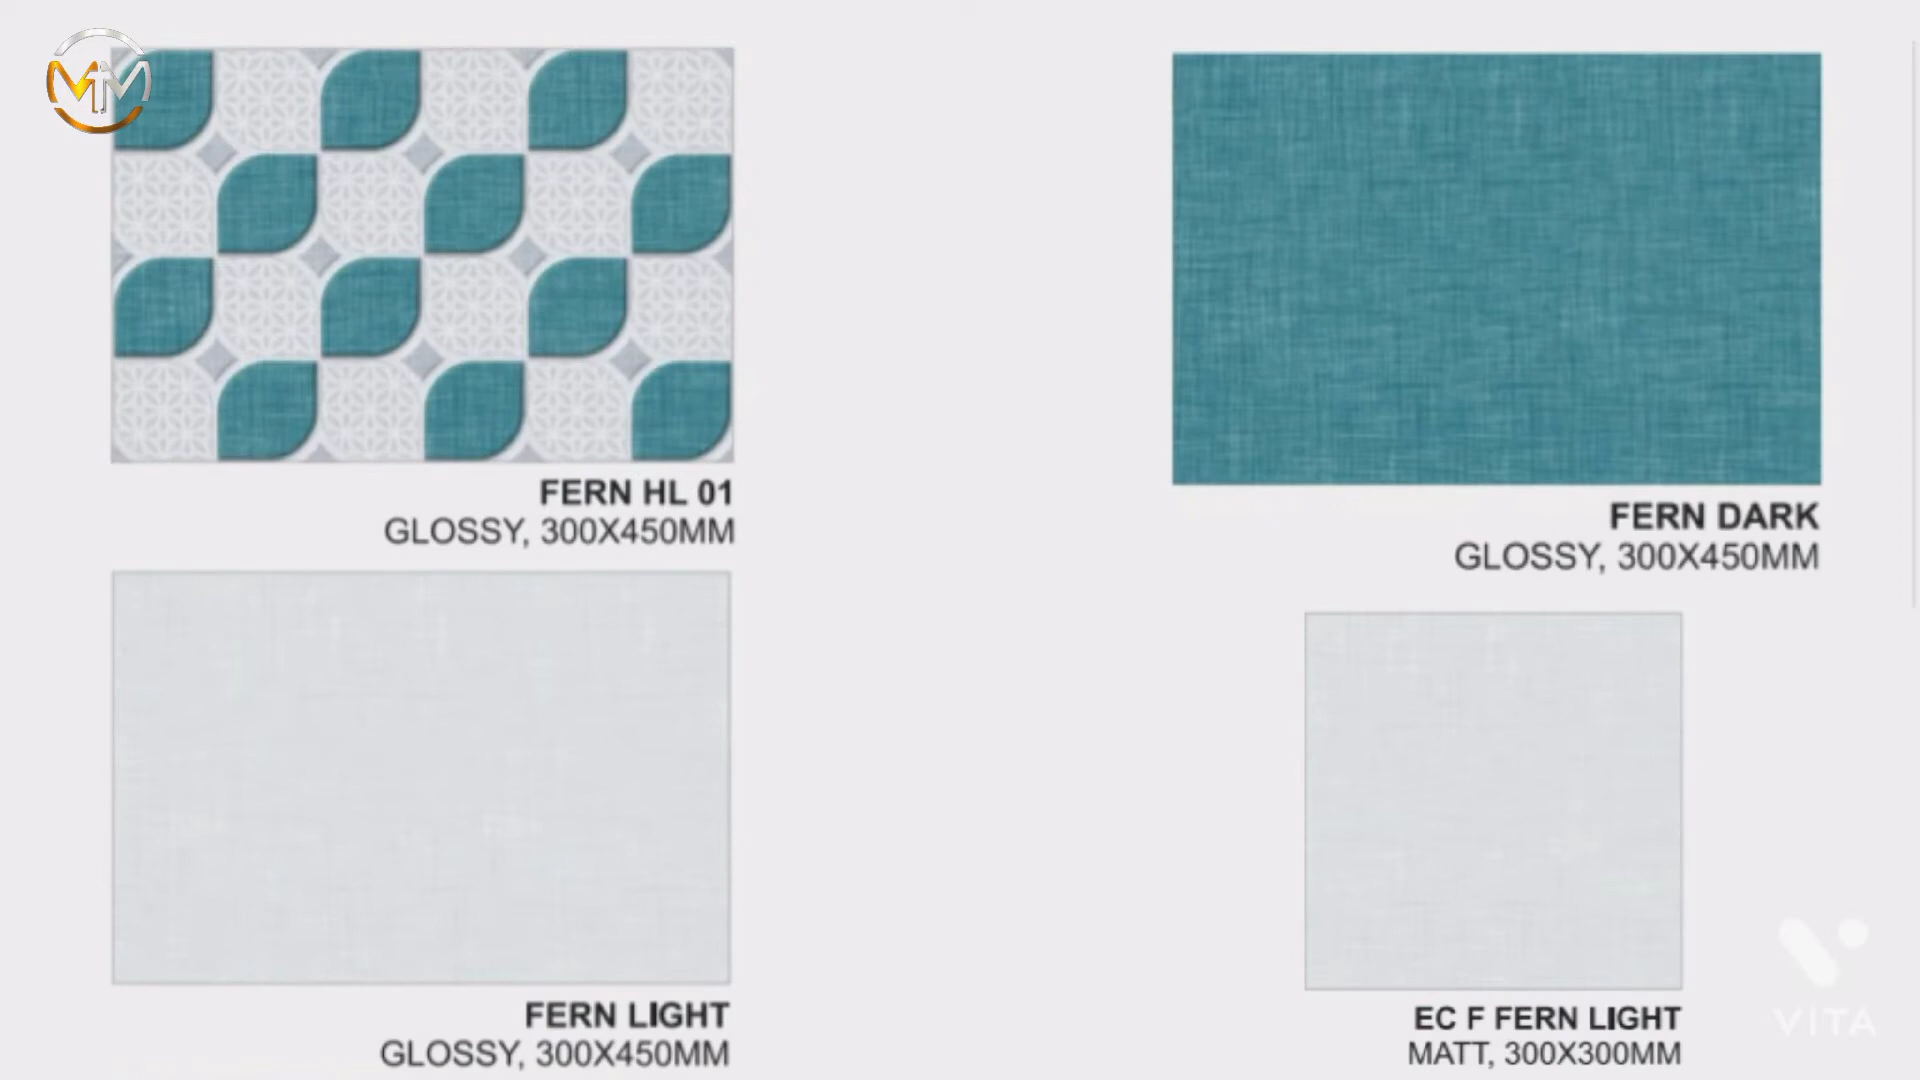 FERN HL 01
GLOSSY, 300X450MM
FERN DARK
GLOSSY, 300X450MM
FERN LIGHT
GLOSSY, 300X450MM
EC F FERN LIGHT
MATT, 300X300MM
VITA